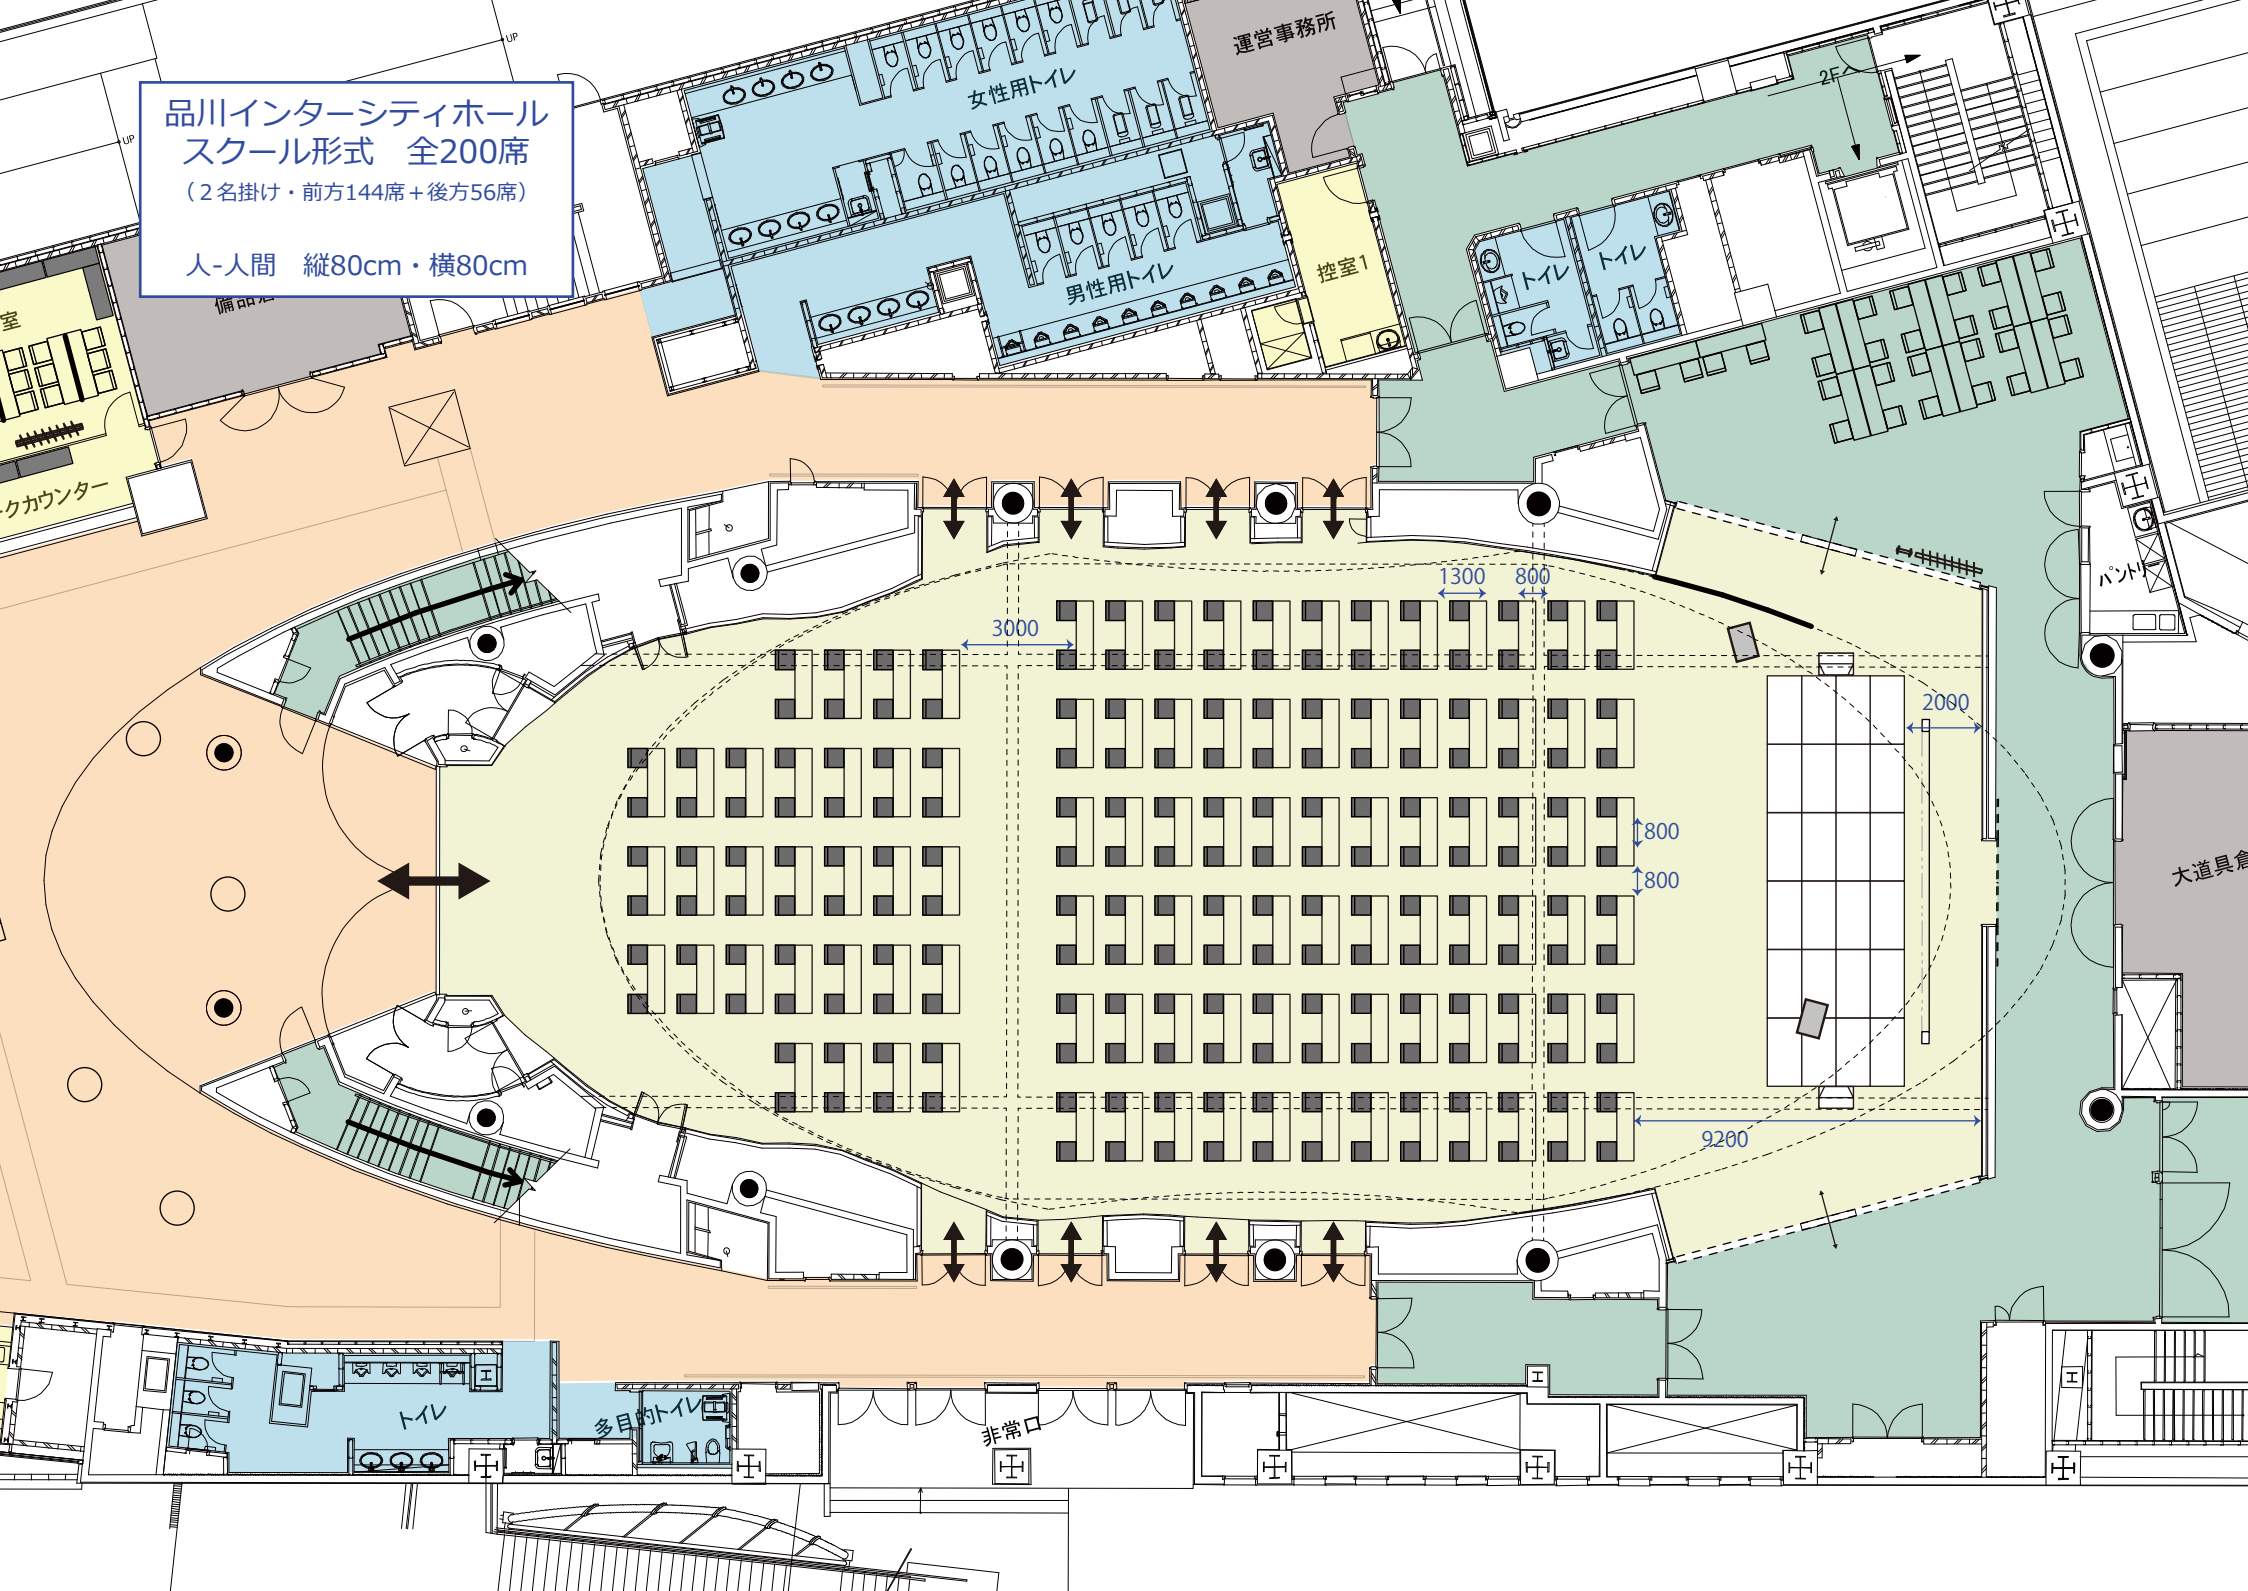 UP
UP
品川インターシティホール
スクール形式　全200席
（２名掛け・前方144席＋後方56席）
人-人間　縦80cm・横80cm
運営事務所
女性用トイレ
2F
男性用トイレ
控室1
トイレ
トイレ
室
クカウンター
パントリ
1300
800
3000
2000
800
800
大道具倉
9200
トイレ
多目的トイレ
非常口